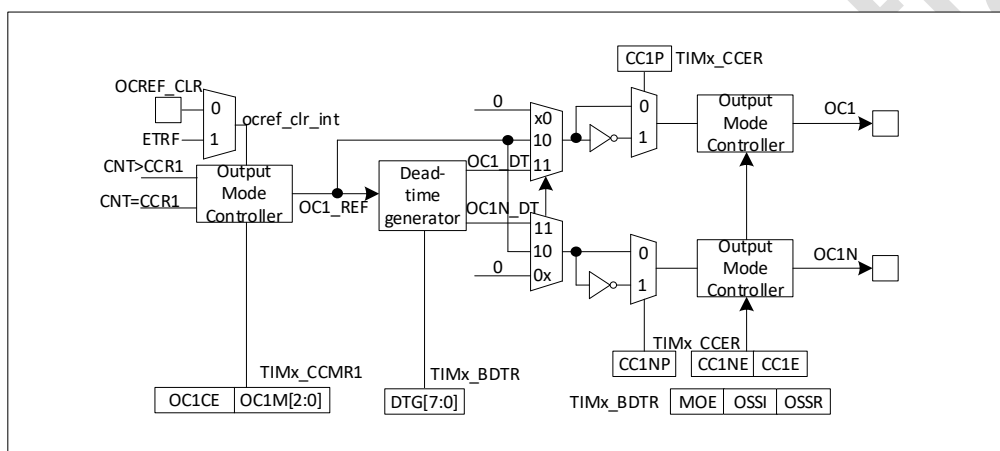 CC1P TIMx_CCER
OCREF_CLR
0
ETRF
1
ocref_clr_int
CNT>CCR1
CNT=CCR1
Output
Mode
Controller
OC1_REF
Dead-
time
generator
OC1_DT
OC1N_DT
0
x0
10
11
11
10
0x
0
0
1
Output
Mode
Controller
OC1
0
1
Output
Mode
Controller
OC1N
TIMx_CCER
CC1NP CC1NE CC1E
TIMx_CCMR1
OC1CE OC1M[2:0]
TIMx_BDTR
DTG[7:0]
TIMx_BDTR MOE OSSI OSSR